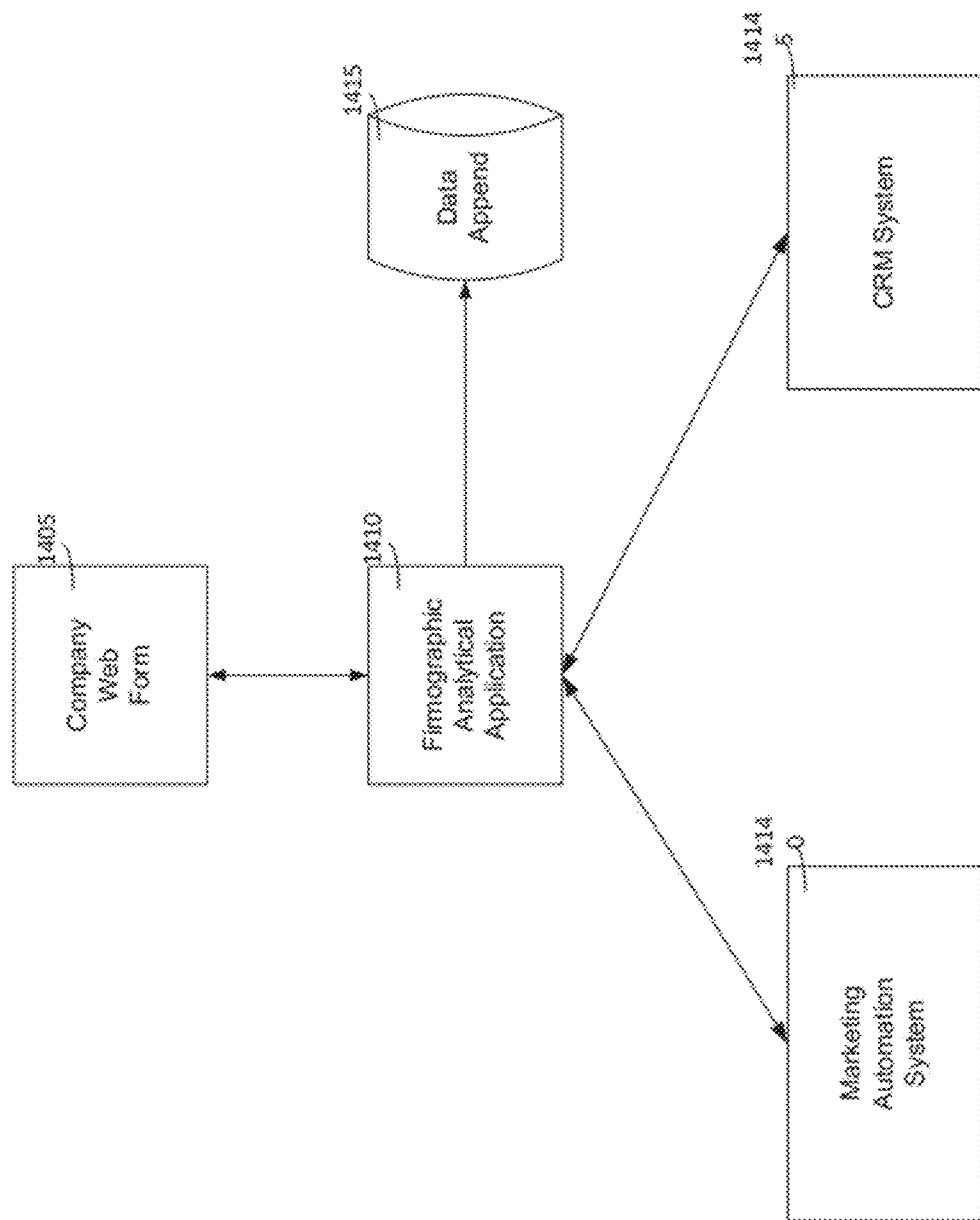 1405
Company
Web
Form
1410
Firmographic
Analytical
Application
1415
Data
Append
1414
0
Marketing
Automation
System
1414
5
CRM System